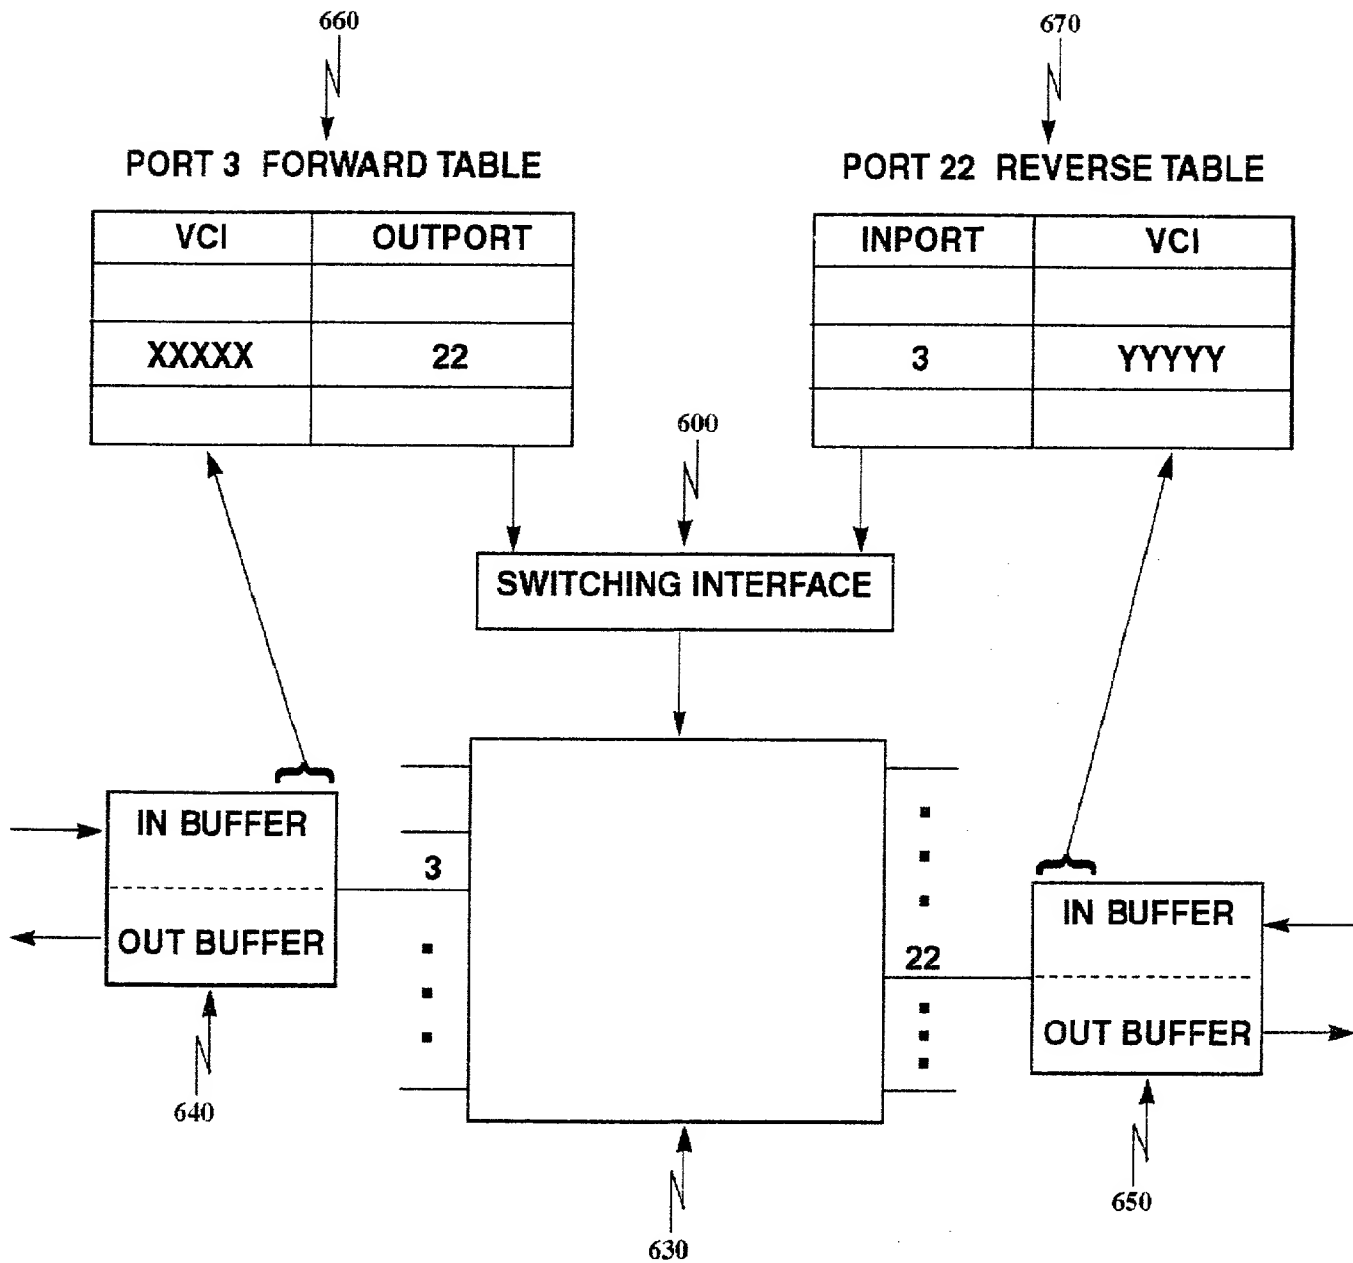 660
670
PORT 3 FORWARD TABLE
PORT 22 REVERSE TABLE
VCI OUTPORT
INPORT VCI
XXXXX 22
3 YYYYY
600
SWITCHING INTERFACE
IN BUFFER
3
OUT BUFFER
IN BUFFER
22
OUT BUFFER
640
650
630